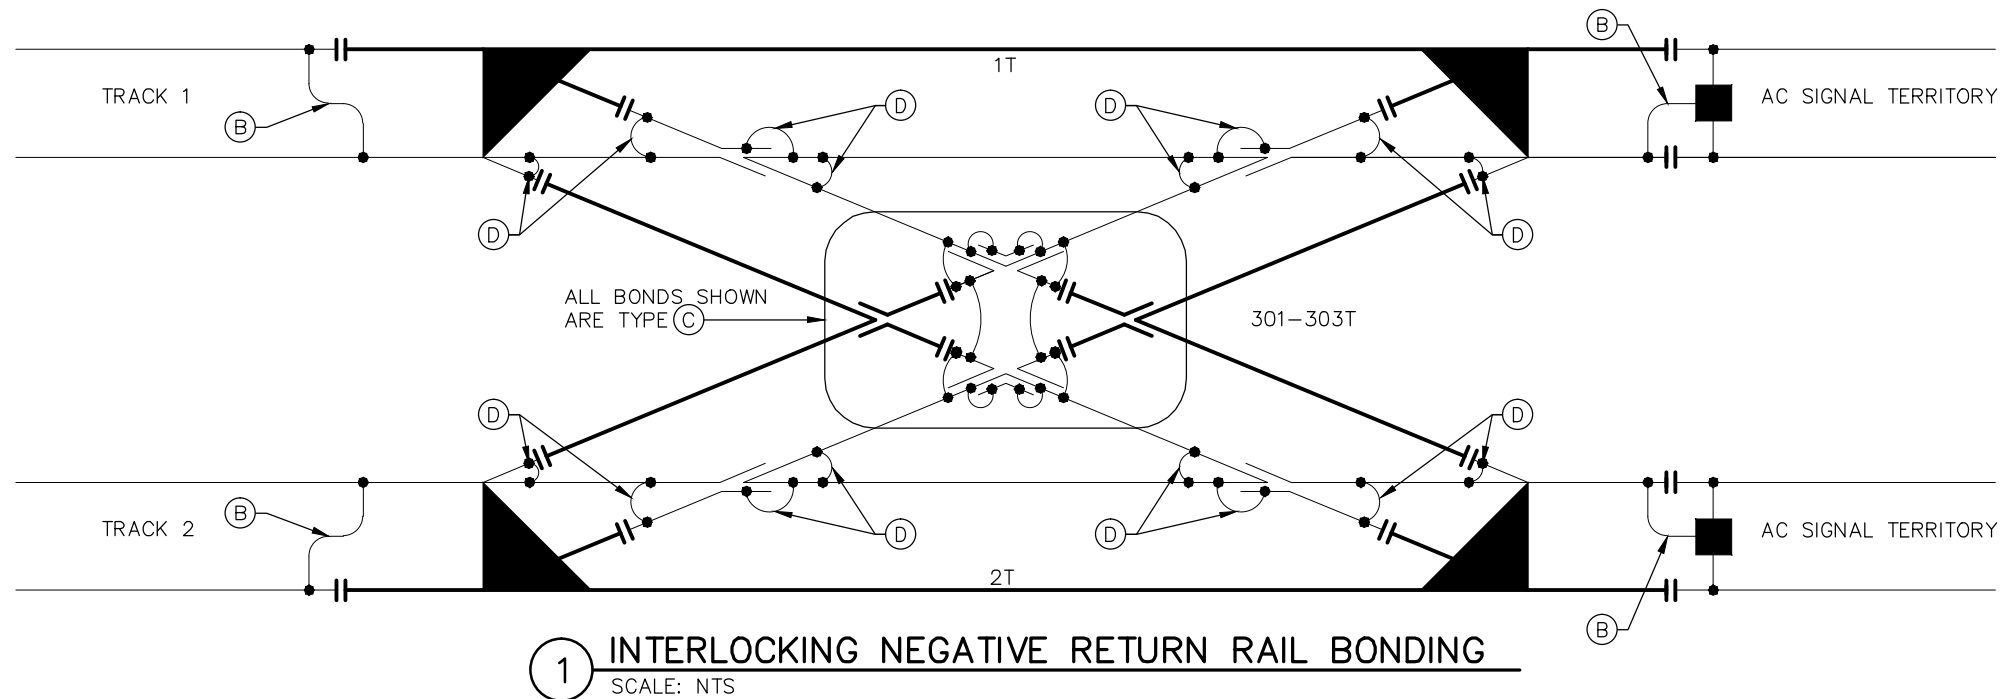 B
1T
TRACK 1
B
D
D
B
AC SIGNAL TERRITORY
D
D
ALL BONDS SHOWN
ARE TYPE C
301-303T
D
D
TRACK 2
B
D
D
AC SIGNAL TERRITORY
2T
B
1
INTERLOCKING NEGATIVE RETURN RAIL BONDING
SCALE: NTS